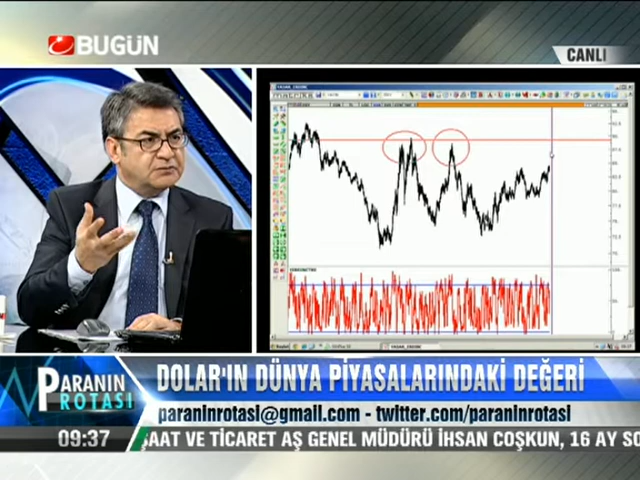 BUGÜN
CANLI
PARANIN
ROTASI
DOLAR'IN DÜNYA PİYASALARINDAKİ DEĞERİ
paraninrotasi@gmail.com - twitter.com/paraninrotasi
09:37
ŞAAT VE TİCARET AŞ GENEL MÜDÜRÜ İHSAN COŞKUN, 16 AY SO